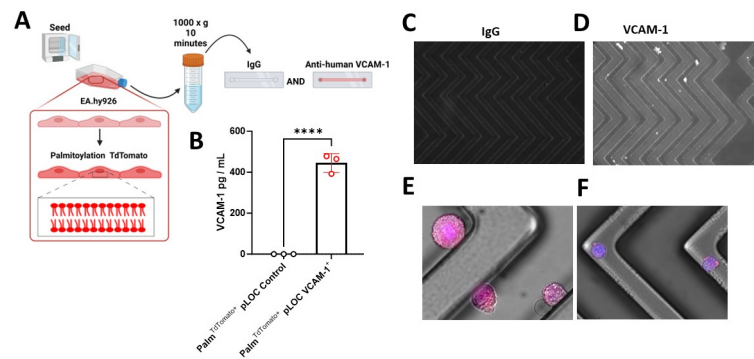 A
Seed
1000 x g
10
minutes
IgG
AND
Anti-human VCAM-1
EA.hy926
Palmitoylation TdTomato
B
VCAM-1 pg / mL
600
400
200
0
****
Palm TdTomato+ pLOC Control
Palm TdTomato+ pLOC VCAM-1+
C
IgG
D
VCAM-1
E
F